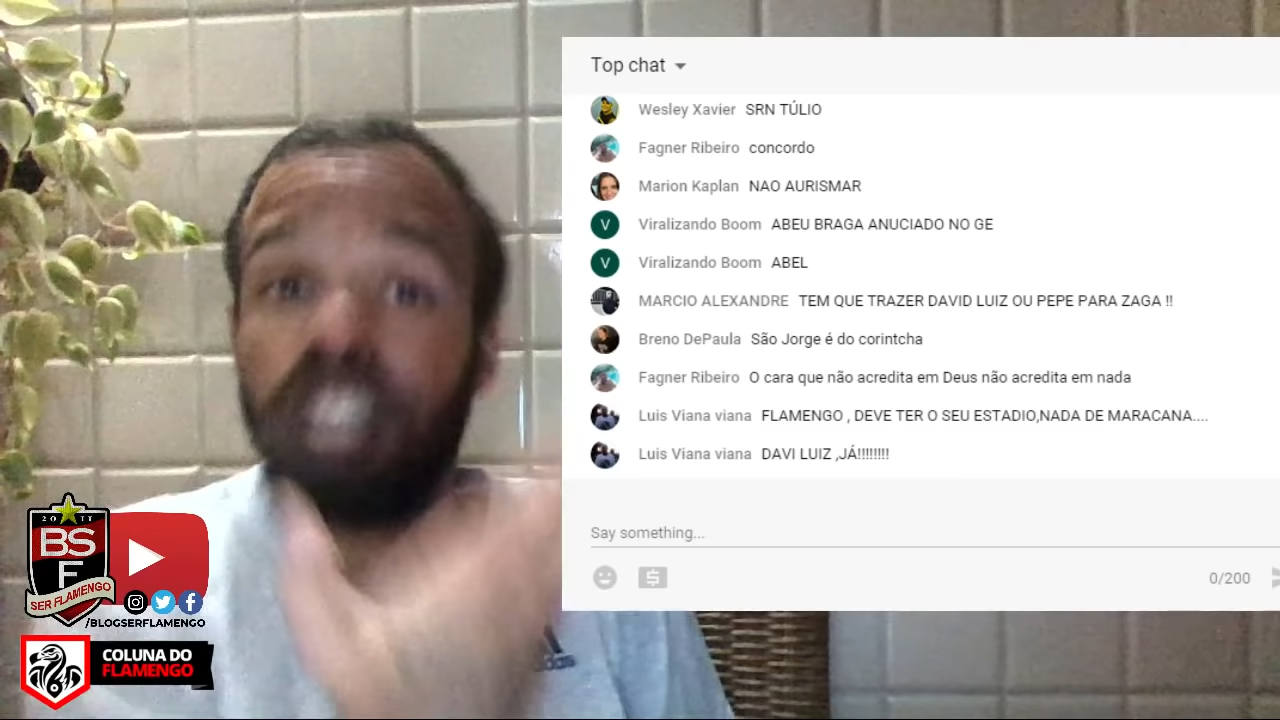 Top chat
Wesley Xavier SRN TÚLIO
Fagner Ribeiro concordo
Marion Kaplan NAO AURISMAR
V Viralizando Boom ABEU BRAGA ANUCIADO NO GE
V Viralizando Boom ABEL
MARCIO ALEXANDRE TEM QUE TRAZER DAVID LUIZ OU PEPE PARA ZAGA !!
Breno DePaula São Jorge é do corintcha
Fagner Ribeiro O cara que não acredita em Deus não acredita em nada
Luis Viana viana FLAMENGO , DEVE TER O SEU ESTADIO,NADA DE MARACANA....
Luis Viana viana DAVI LUIZ ,JÁ!!!!!!!!
Say something...
0/200
20 11
BS
F
SER FLAMENGO
/BLOGSERFLAMENGO
COLUNA DO
FLAMENGO